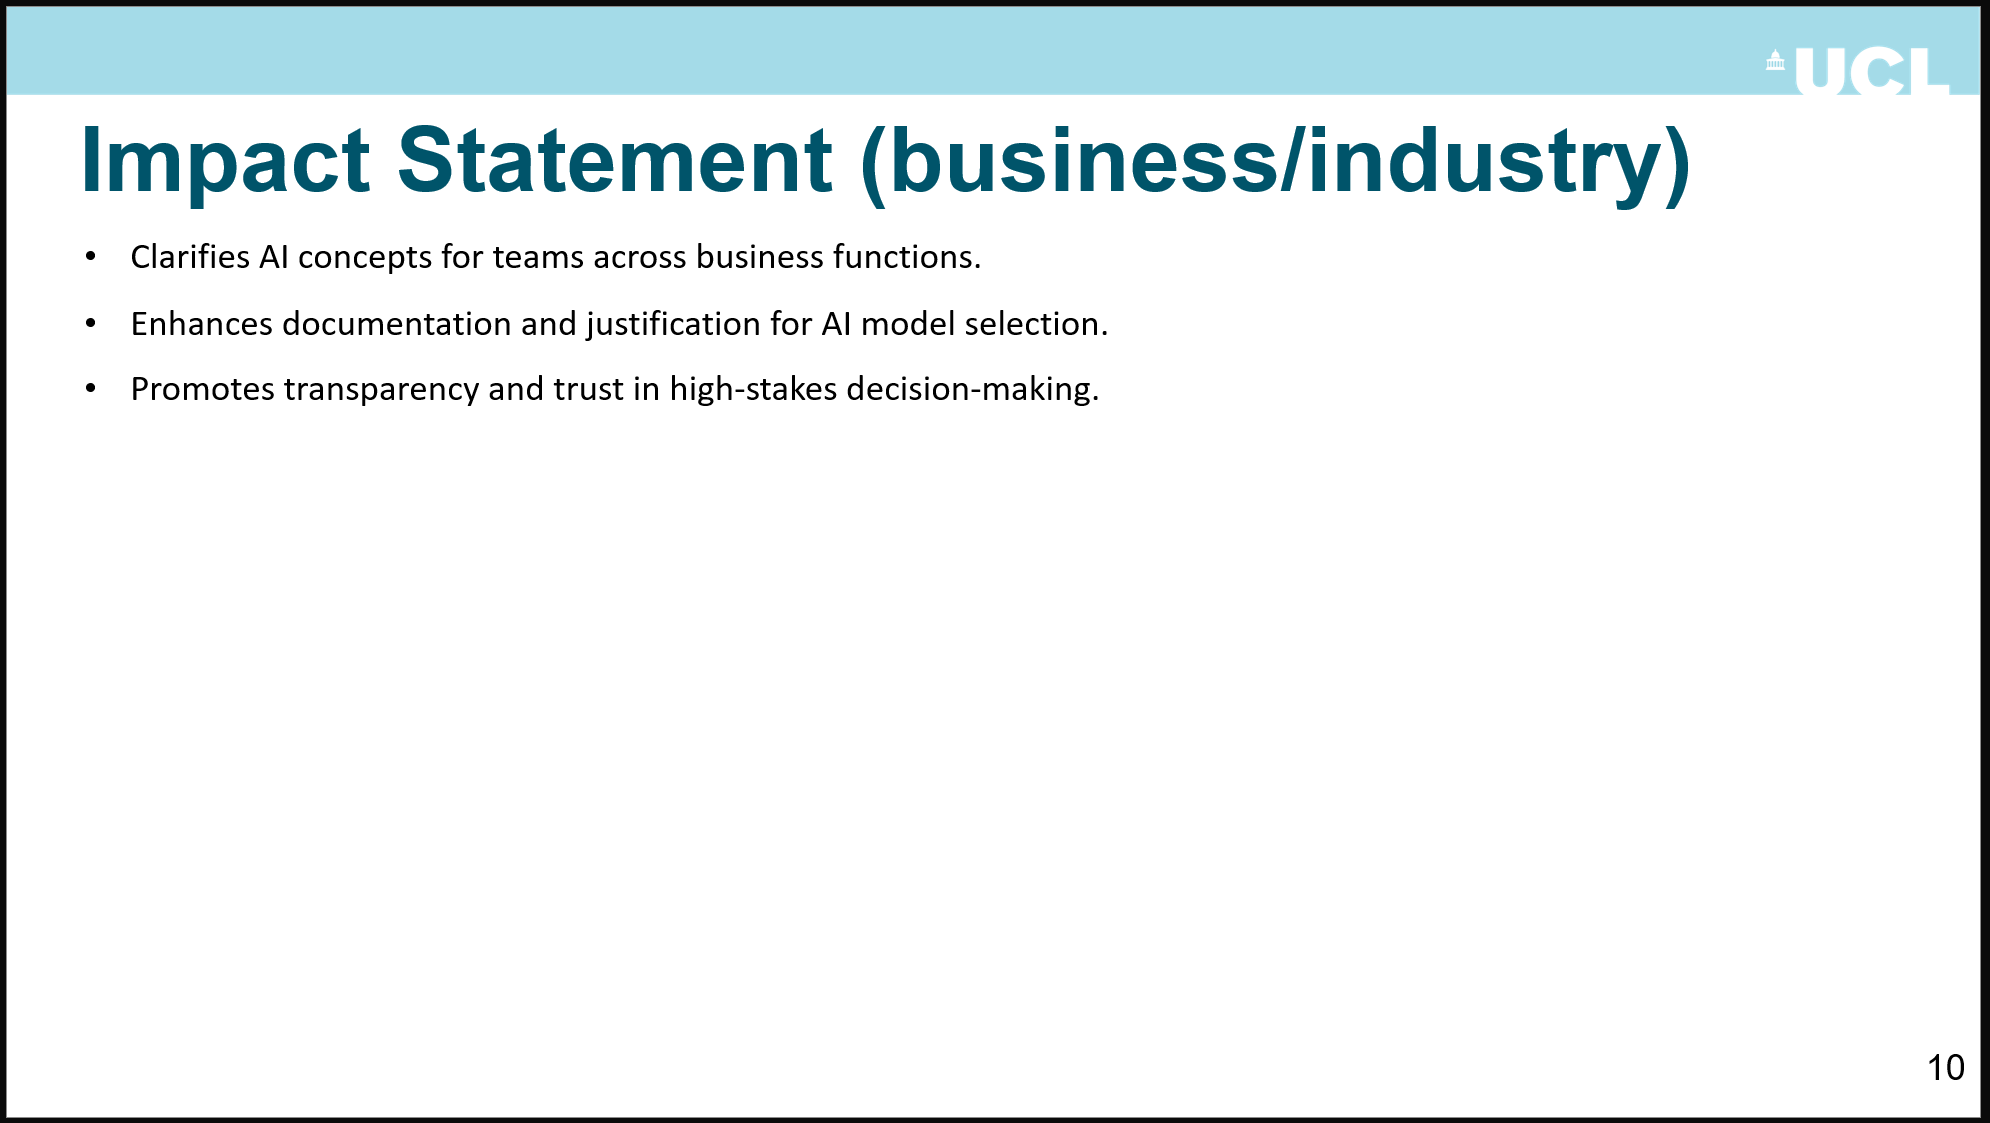 UCL
Impact Statement (business/industry)
• Clarifies AI concepts for teams across business functions.
• Enhances documentation and justification for AI model selection.
• Promotes transparency and trust in high-stakes decision-making.
10